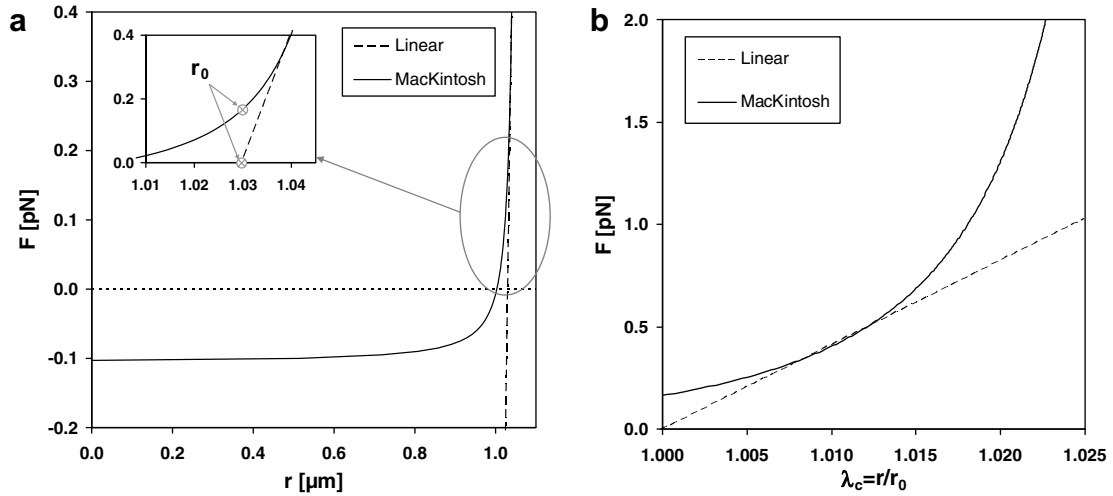 a
0.4
0.3
0.2
0.1
0.0
-0.1
-0.2
F [pN]
0.0 0.2 0.4 0.6 0.8 1.0
r [μm]
0.4
0.2
0.0
1.01 1.02 1.03 1.04
r0
Linear
MacKintosh
b
2.0
1.5
1.0
0.5
0.0
F [pN]
1.000 1.005 1.010 1.015 1.020 1.025
λc=r/r0
Linear
MacKintosh